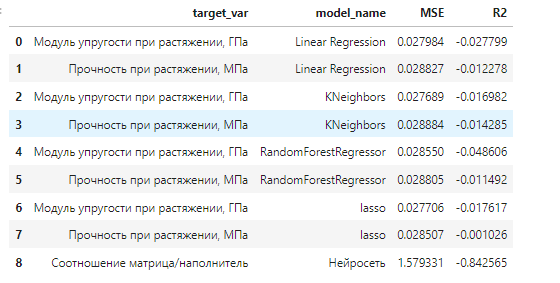 target_var model_name MSE R2
0 Модуль упругости при растяжении, ГПа Linear Regression 0.027984 -0.027799
1 Прочность при растяжении, МПа Linear Regression 0.028827 -0.012278
2 Модуль упругости при растяжении, ГПа KNeighbors 0.027689 -0.016982
3 Прочность при растяжении, МПа KNeighbors 0.028884 -0.014285
4 Модуль упругости при растяжении, ГПа RandomForestRegressor 0.028550 -0.048606
5 Прочность при растяжении, МПа RandomForestRegressor 0.028805 -0.011492
6 Модуль упругости при растяжении, ГПа lasso 0.027706 -0.017617
7 Прочность при растяжении, МПа lasso 0.028507 -0.001026
8 Соотношение матрица/наполнитель Нейросеть 1.579331 -0.842565